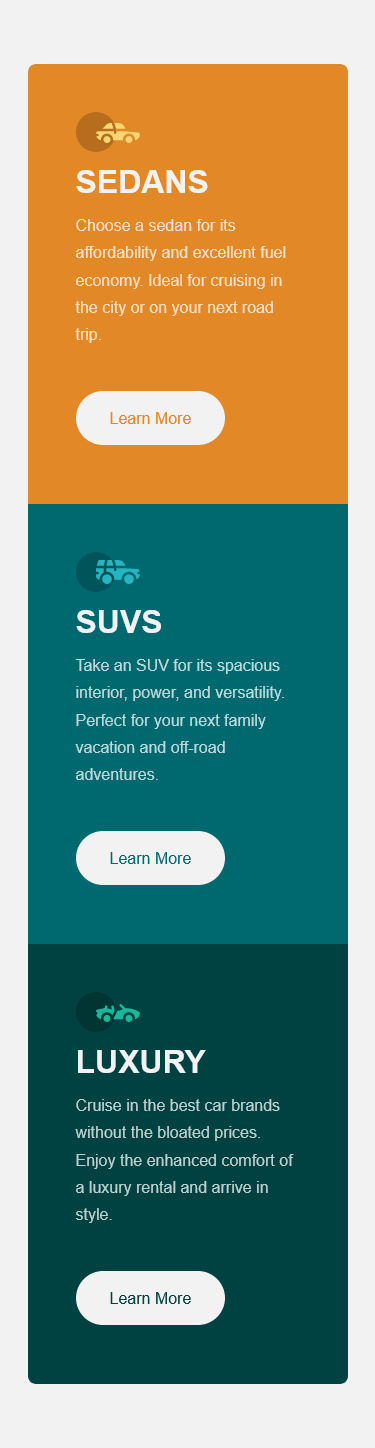 SEDANS
Choose a sedan for its
affordability and excellent fuel
economy. Ideal for cruising in
the city or on your next road
trip.
Learn More
SUVS
Take an SUV for its spacious
interior, power, and versatility.
Perfect for your next family
vacation and off-road
adventures.
Learn More
LUXURY
Cruise in the best car brands
without the bloated prices.
Enjoy the enhanced comfort of
a luxury rental and arrive in
style.
Learn More